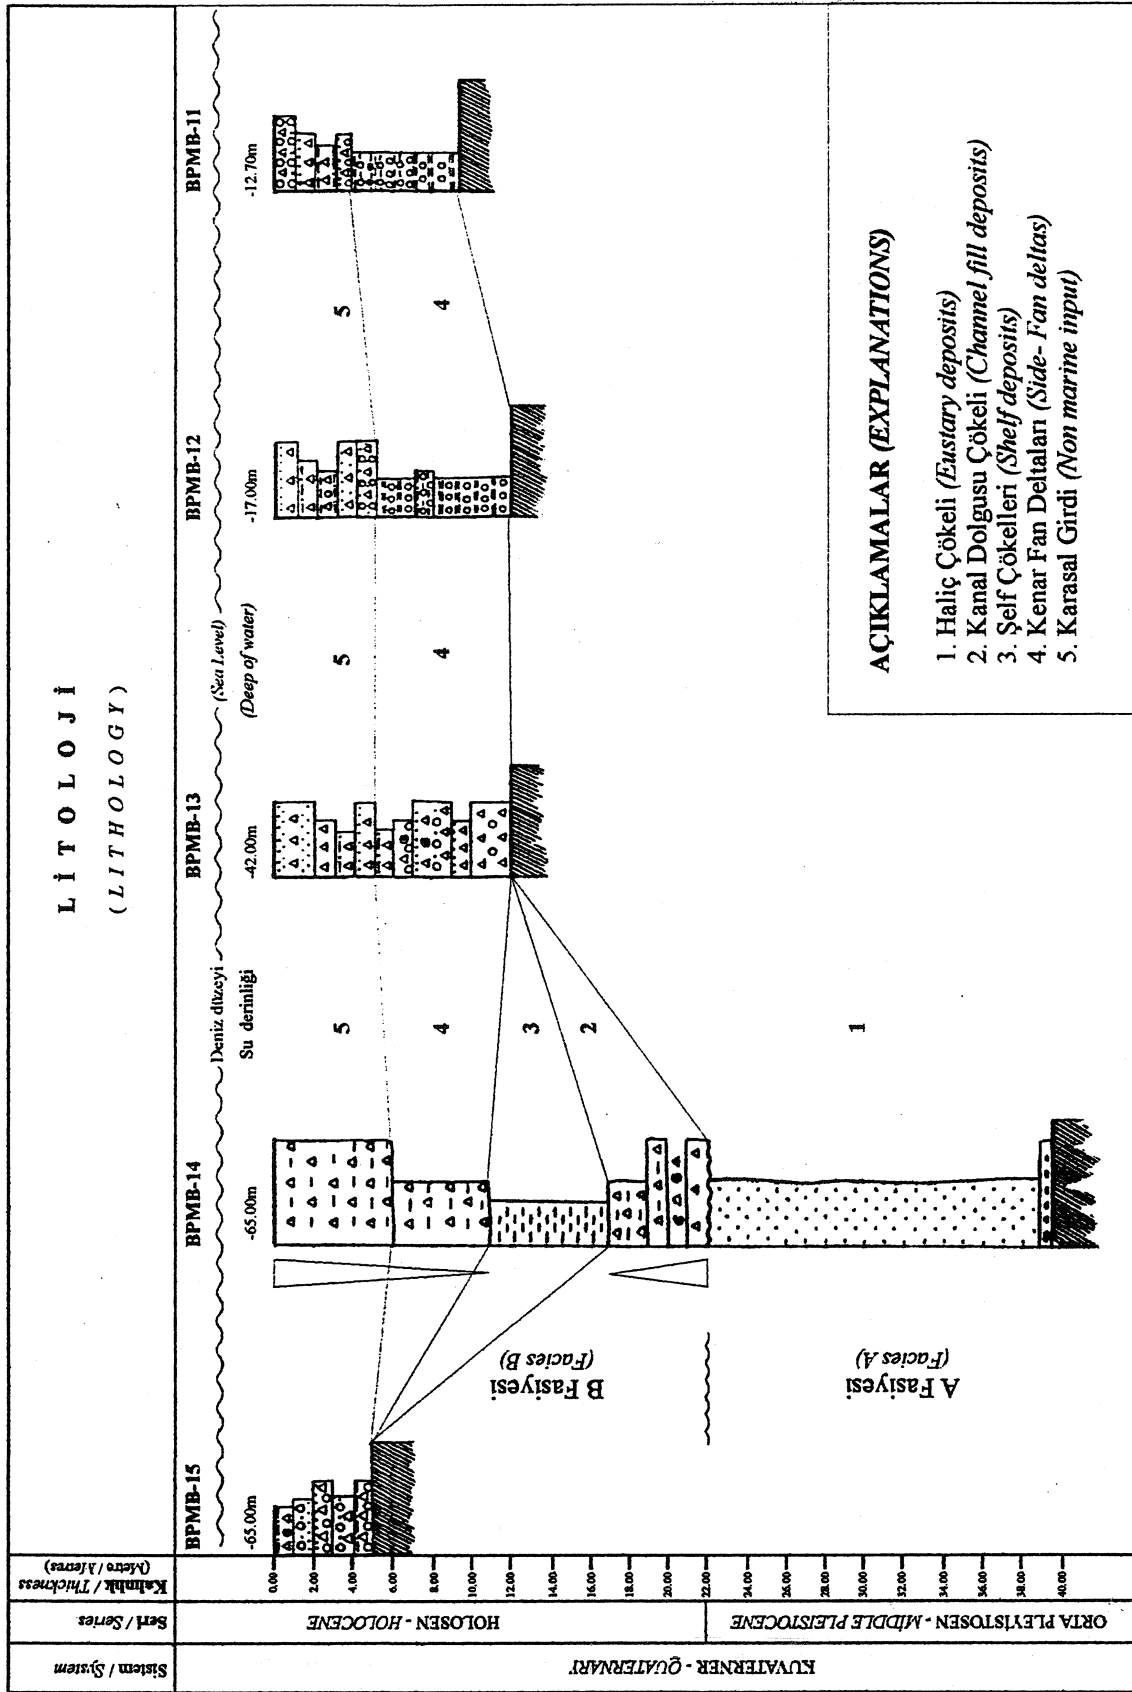 LİTOLOJİ
(LITHOLOGY)
Sistem / System
Seri / Series
Kalınlık / Thickness
(Metre / Metres)
KUVATERNER - QUATERNARY
HOLOSEN - HOLOCENE
ORTA PLEYİSTOSEN - MİDDLE PLEISTOCENE
BPMB-15
BPMB-14
BPMB-13
BPMB-12
BPMB-11
Deniz düzeyi
(Sea Level)
-65.00m
-65.00m
Su derinliği
-42.00m
(Deep of water)
-17.00m
-12.70m
0.00
2.00
4.00
6.00
8.00
10.00
12.00
14.00
16.00
18.00
20.00
22.00
24.00
26.00
28.00
30.00
32.00
34.00
36.00
38.00
40.00
5
5
5
4
4
4
3
2
1
B Fasiyesi
(Facies B)
A Fasiyesi
(Facies A)
AÇIKLAMALAR (EXPLANATIONS)
1. Haliç Çökeli (Eustary deposits)
2. Kanal Dolgusu Çökeli (Channel fill deposits)
3. Şelf Çökelleri (Shelf deposits)
4. Kenar Fan Deltaları (Side- Fan deltas)
5. Karasal Girdi (Non marine input)